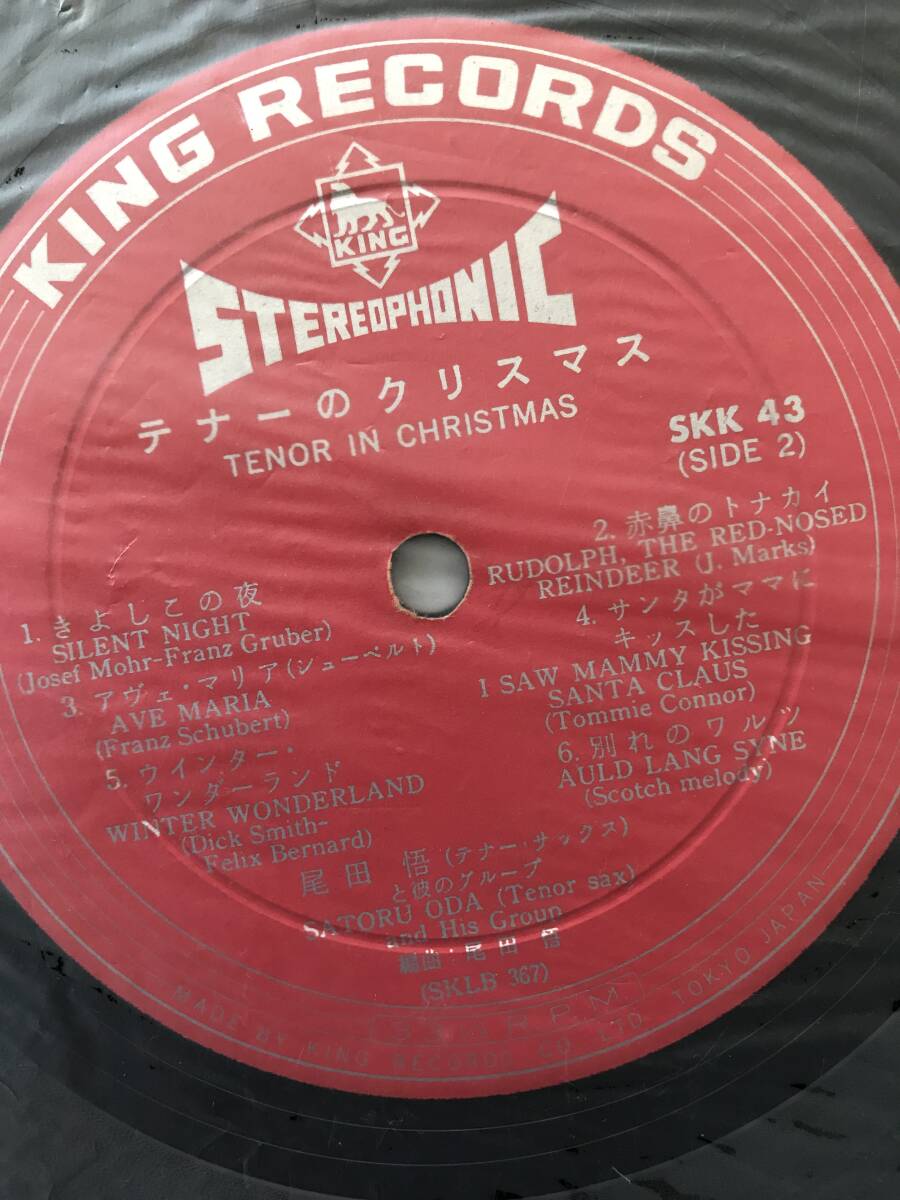 KING RECORDS
KING
STEREOPHONIC
テナーのクリスマス
TENOR IN CHRISTMAS
SKK 43
(SIDE 2)
1. きよしこの夜
SILENT NIGHT
(Josef Mohr-Franz Gruber)
2. 赤鼻のトナカイ
RUDOLPH, THE RED-NOSED
REINDEER (J. Marks)
3. アヴェ・マリア(シューベルト)
AVE MARIA
(Franz Schubert)
4. サンタがママに
キッスした
I SAW MAMMY KISSING
SANTA CLAUS
(Tommie Connor)
5. ウインター・
ワンダーランド
WINTER WONDERLAND
(Dick Smith-
Felix Bernard)
6. 別れのワルツ
AULD LANG SYNE
(Scotch melody)
尾田 悟 (テナー・サックス)
と彼のグループ
SATORU ODA (Tenor sax)
and His Group
編曲・尾田 悟
(SKLB 367)
33⅓ R.P.M.
MADE BY KING RECORDS CO. LTD. TOKYO JAPAN